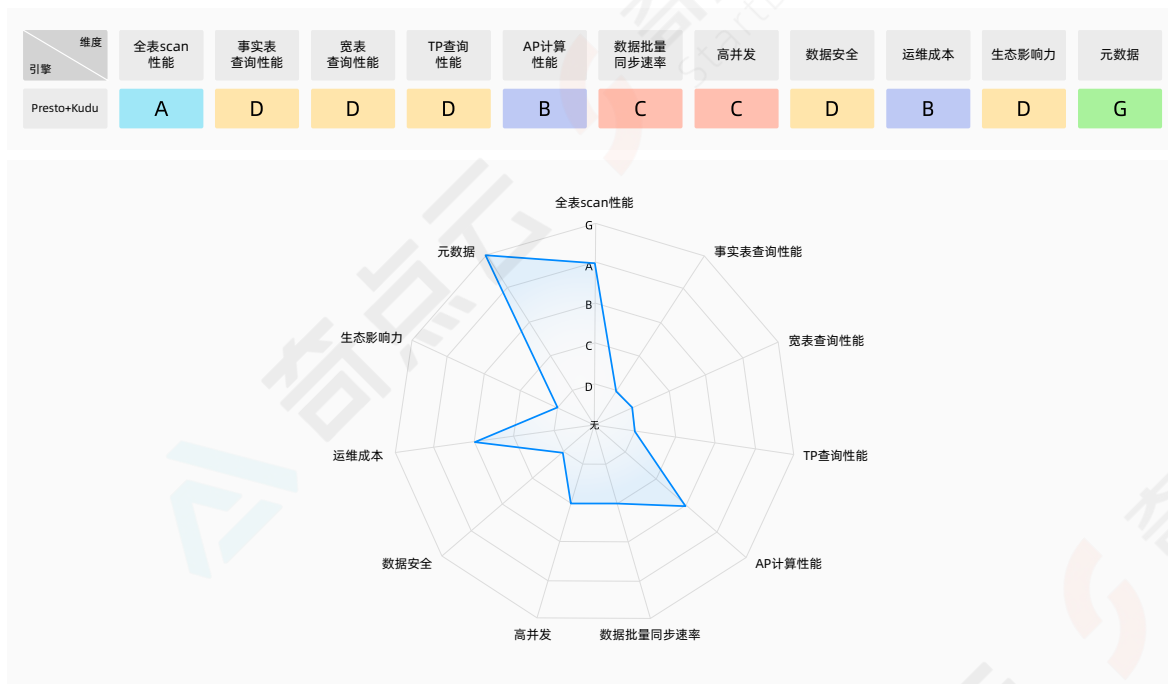 维度
引擎
全表scan
性能
事实表
查询性能
宽表
查询性能
TP查询
性能
AP计算
性能
数据批量
同步速率
高并发
数据安全
运维成本
生态影响力
元数据
Presto+Kudu
A
D
D
D
B
C
C
D
B
D
G
全表scan性能
G
元数据
事实表查询性能
A
B
生态影响力
宽表查询性能
C
D
无
运维成本
TP查询性能
数据安全
AP计算性能
高并发
数据批量同步速率
奇点云
StartD
奇